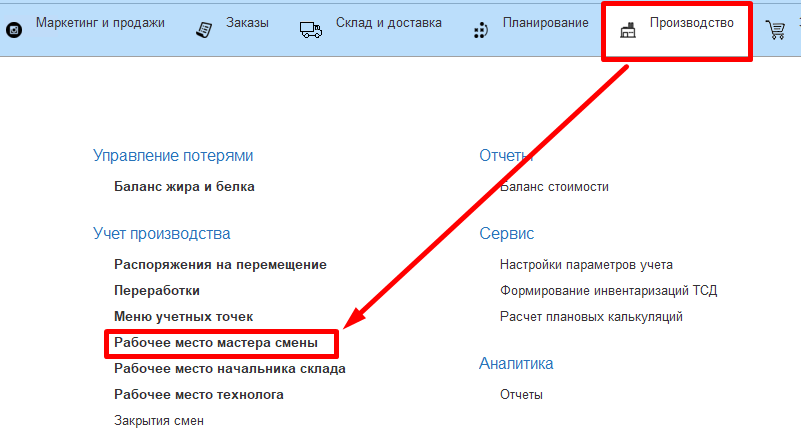 Маркетинг и продажи
Заказы
Склад и доставка
Планирование
Производство
Управление потерями
Баланс жира и белка
Учет производства
Распоряжения на перемещение
Переработки
Меню учетных точек
Рабочее место мастера смены
Рабочее место начальника склада
Рабочее место технолога
Закрытия смен
Отчеты
Баланс стоимости
Сервис
Настройки параметров учета
Формирование инвентаризаций ТСД
Расчет плановых калькуляций
Аналитика
Отчеты